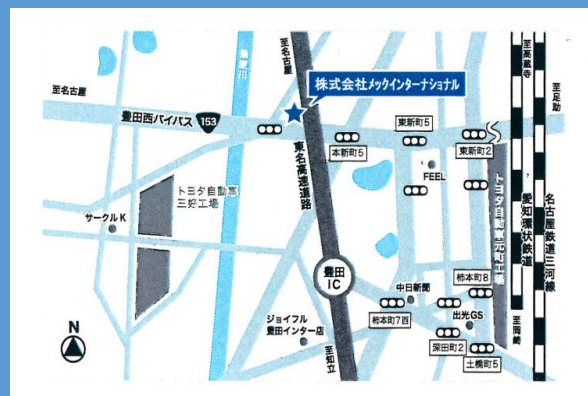 至名古屋
至高蔵寺
株式会社メックインターナショナル
至名古屋
至足助
豊田西バイパス
153
東新町5
本新町5
東新町2
FEEL
東名高速道路
トヨタ自動車
三好工場
サークルK
トヨタ自動車元町工場
愛知環状鉄道
名古屋鉄道三河線
豊田
IC
柿本町8
中日新聞
柿本町7西
出光GS
ジョイフル
豊田インター店
深田町2
土橋町5
至岡崎
至知立
N